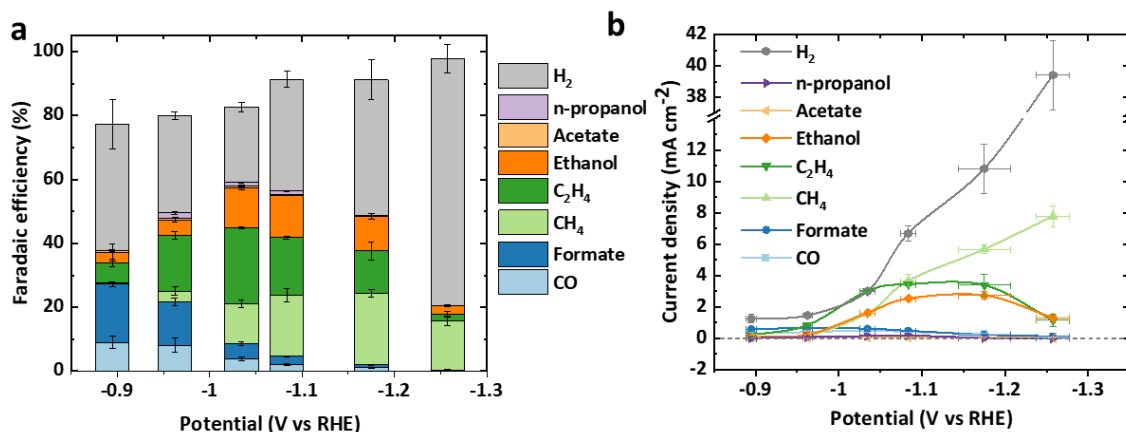 a
Faradaic efficiency (%)
100
80
60
40
20
0
-0.9
-1
-1.1
-1.2
-1.3
Potential (V vs RHE)
H₂
n-propanol
Acetate
Ethanol
C₂H₄
CH₄
Formate
CO
b
Current density (mA cm⁻²)
42
40
38
12
10
8
6
4
2
0
-2
-0.9
-1
-1.1
-1.2
-1.3
Potential (V vs RHE)
H₂
n-propanol
Acetate
Ethanol
C₂H₄
CH₄
Formate
CO